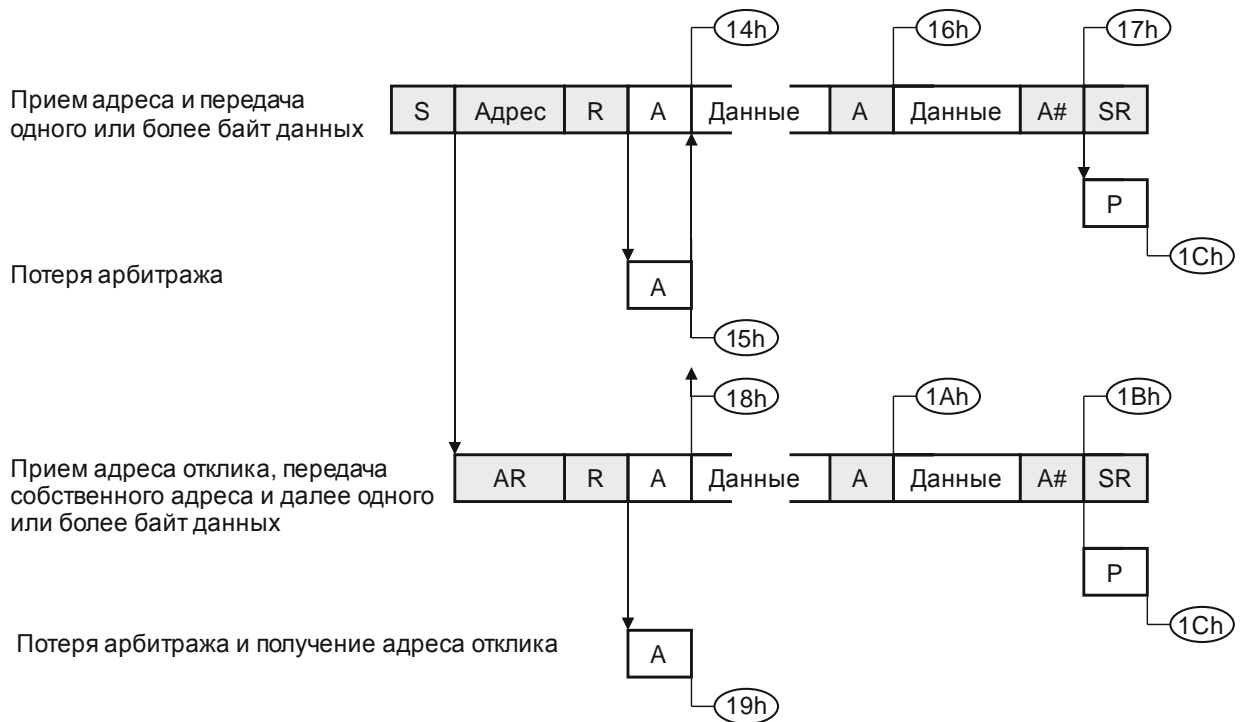 14h 16h 17h
Прием адреса и передача
одного или более байт данных
S Адрес R A Данные A Данные A# SR
P
1Ch
Потеря арбитража
A
15h
18h 1Ah 1Bh
Прием адреса отклика, передача
собственного адреса и далее одного
или более байт данных
AR R A Данные A Данные A# SR
P
1Ch
Потеря арбитража и получение адреса отклика
A
19h